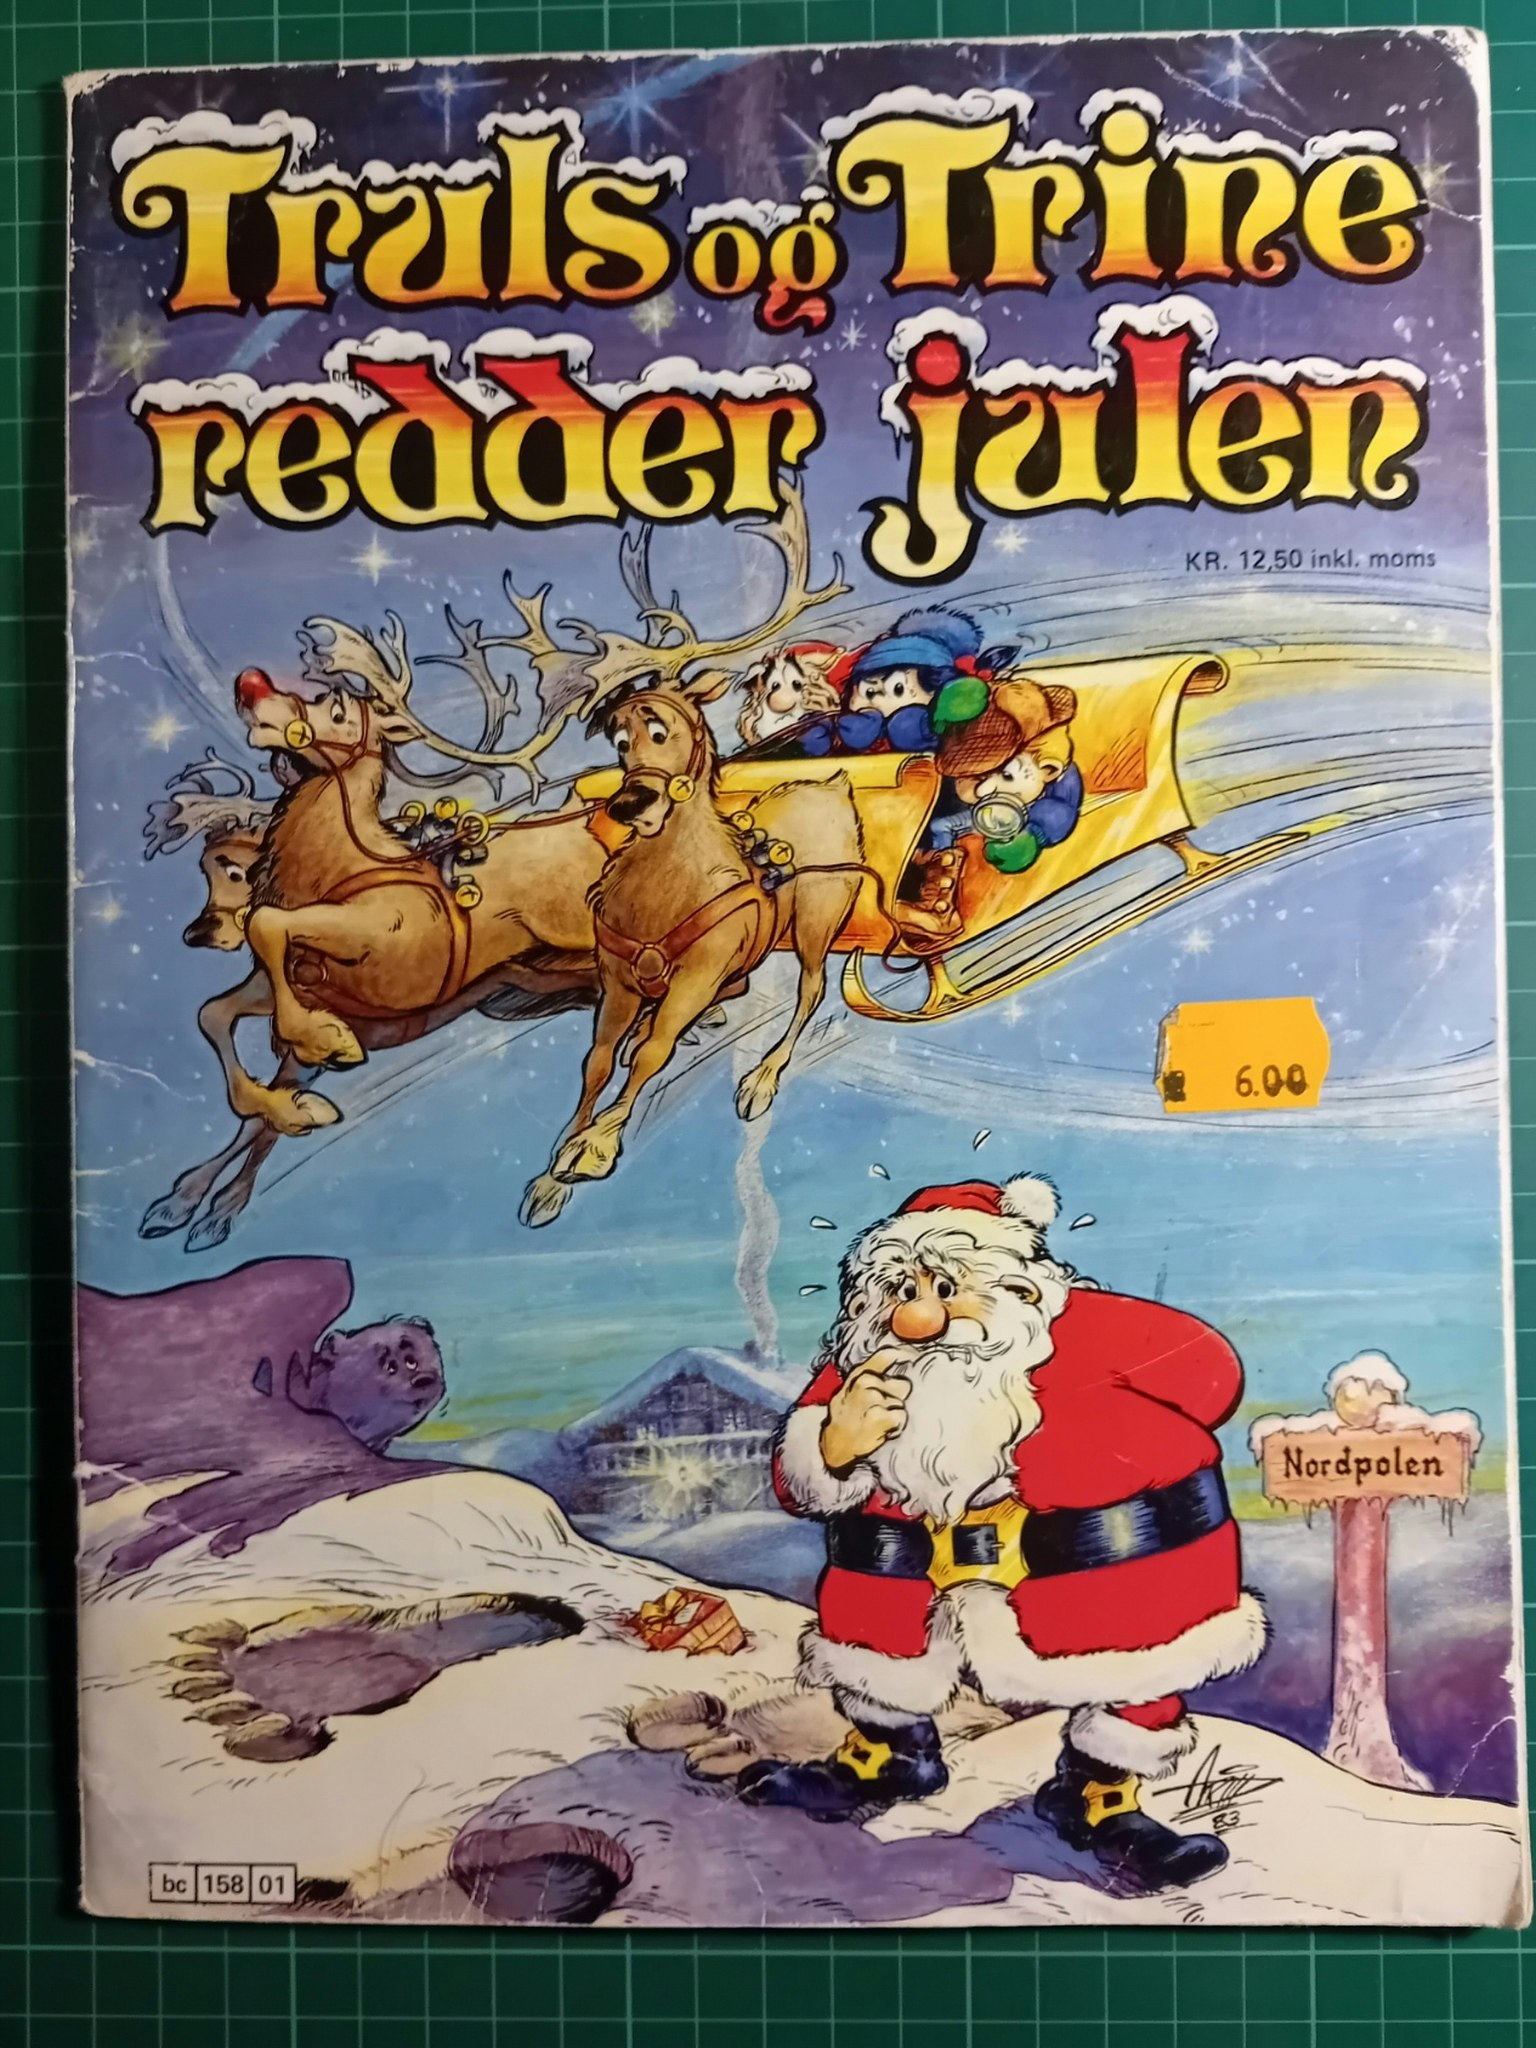 Truls og Trine
redder julen
KR. 12,50 inkl. moms
6.00
Nordpolen
83
bc 158 01